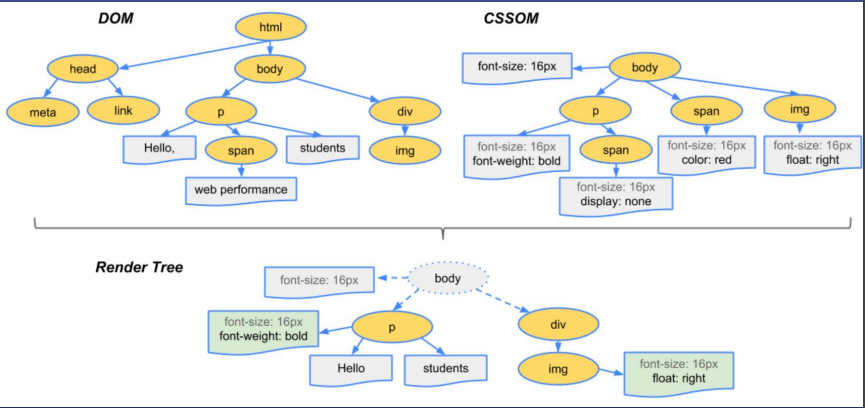 DOM
html
head
body
meta
link
p
div
Hello,
span
students
img
web performance
CSSOM
font-size: 16px
body
p
span
img
font-size: 16px
font-weight: bold
span
font-size: 16px
color: red
font-size: 16px
float: right
font-size: 16px
display: none
Render Tree
font-size: 16px
body
font-size: 16px
font-weight: bold
p
div
Hello
students
img
font-size: 16px
float: right